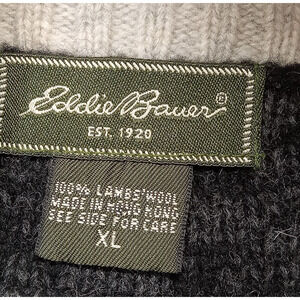 Eddie Bauer®
EST. 1920
100% LAMBS'WOOL
MADE IN HONG KONG
SEE SIDE FOR CARE
XL